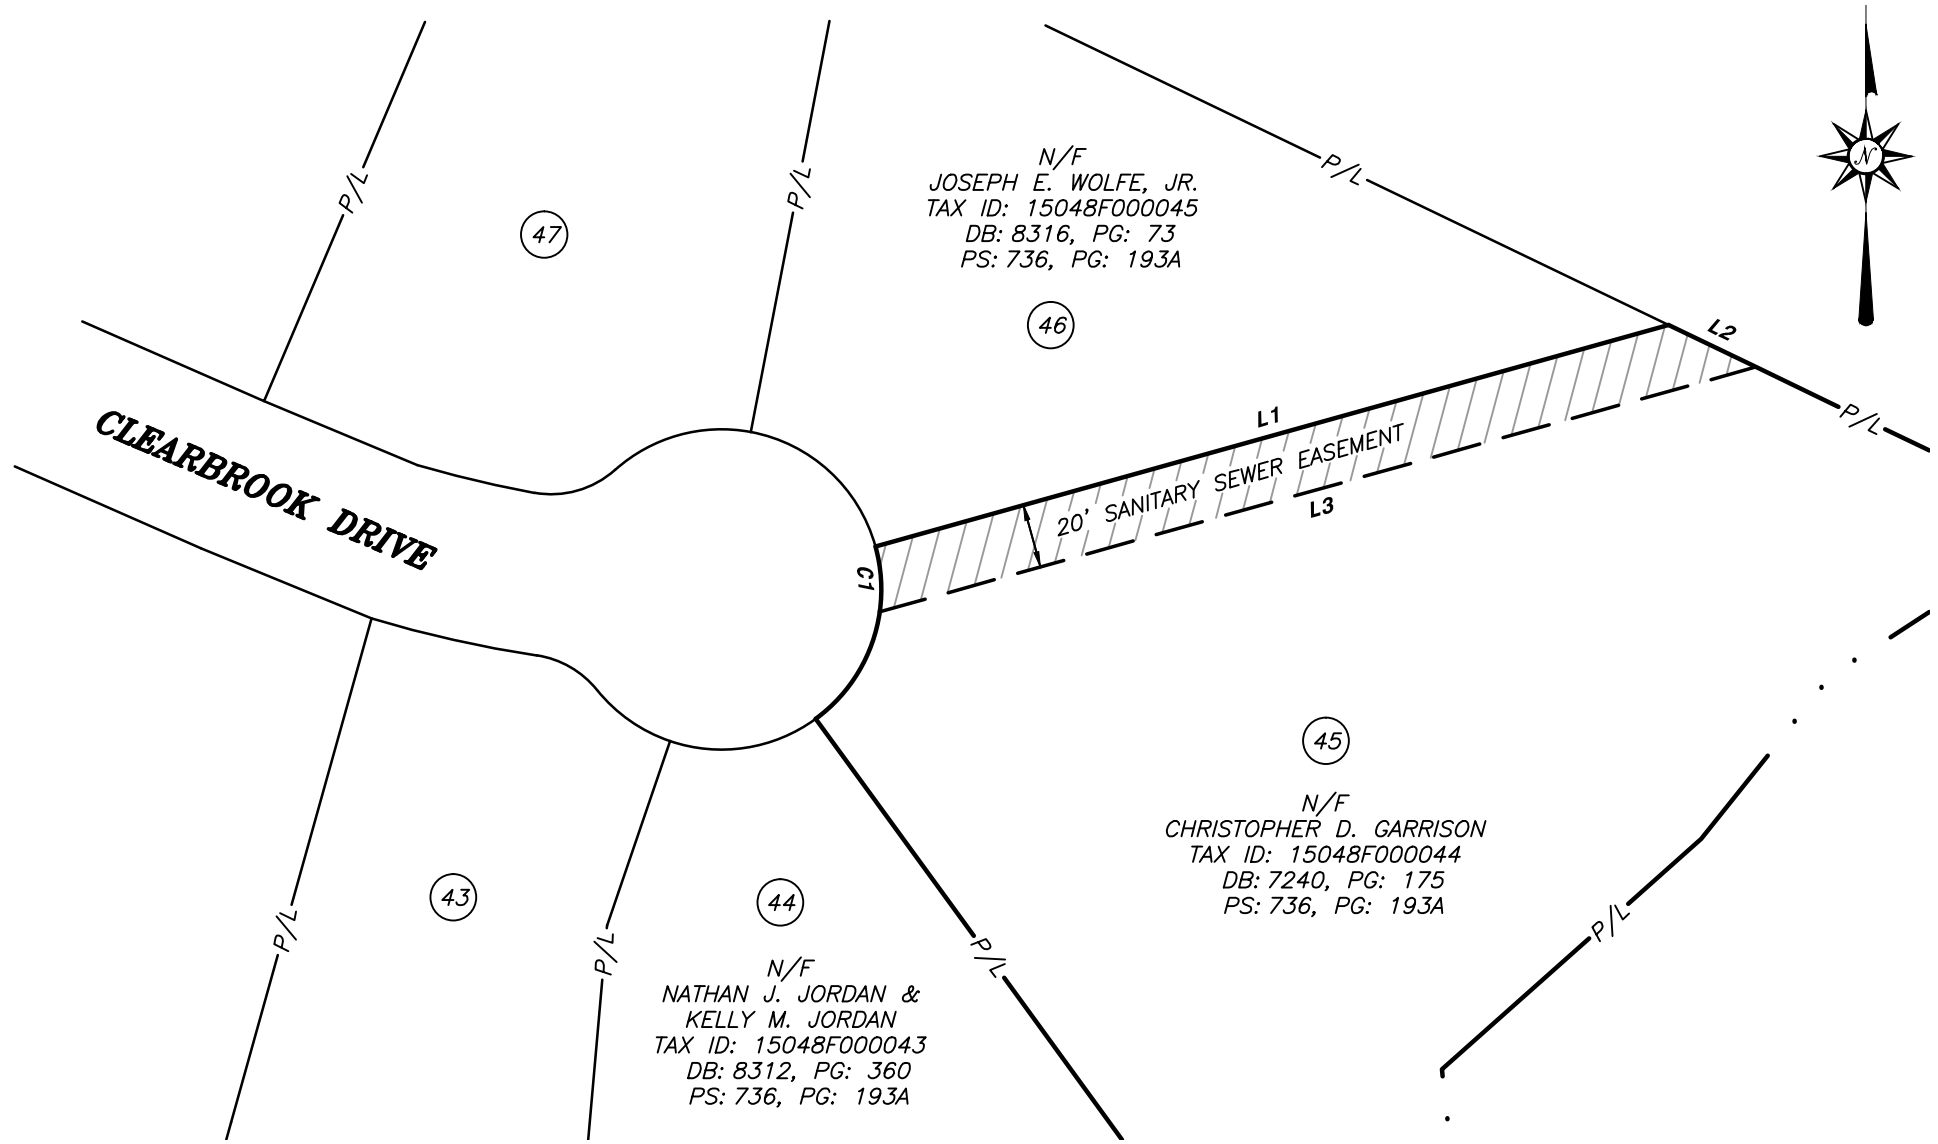 N/F
JOSEPH E. WOLFE, JR.
TAX ID: 15048F000045
DB: 8316, PG: 73
PS: 736, PG: 193A
P/L
P/L
P/L
N
47
46
L2
L1
P/L
CLEARBROOK DRIVE
20' SANITARY SEWER EASEMENT
L3
C1
45
N/F
CHRISTOPHER D. GARRISON
TAX ID: 15048F000044
DB: 7240, PG: 175
PS: 736, PG: 193A
43
44
P/L
P/L
P/L
P/L
N/F
NATHAN J. JORDAN &
KELLY M. JORDAN
TAX ID: 15048F000043
DB: 8312, PG: 360
PS: 736, PG: 193A